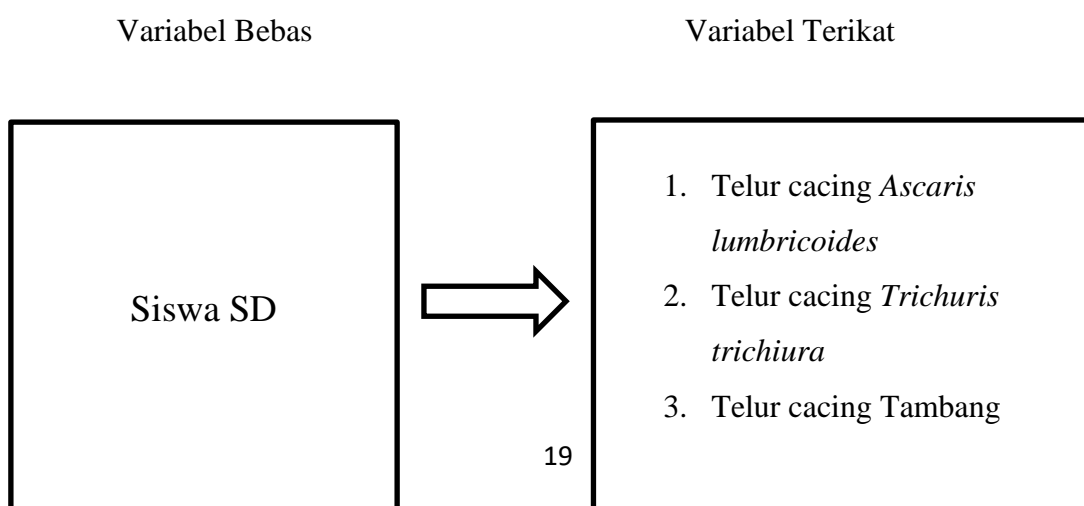 Variabel Bebas
Variabel Terikat
Siswa SD
1. Telur cacing Ascaris
lumbricoides
2. Telur cacing Trichuris
trichiura
3. Telur cacing Tambang
19